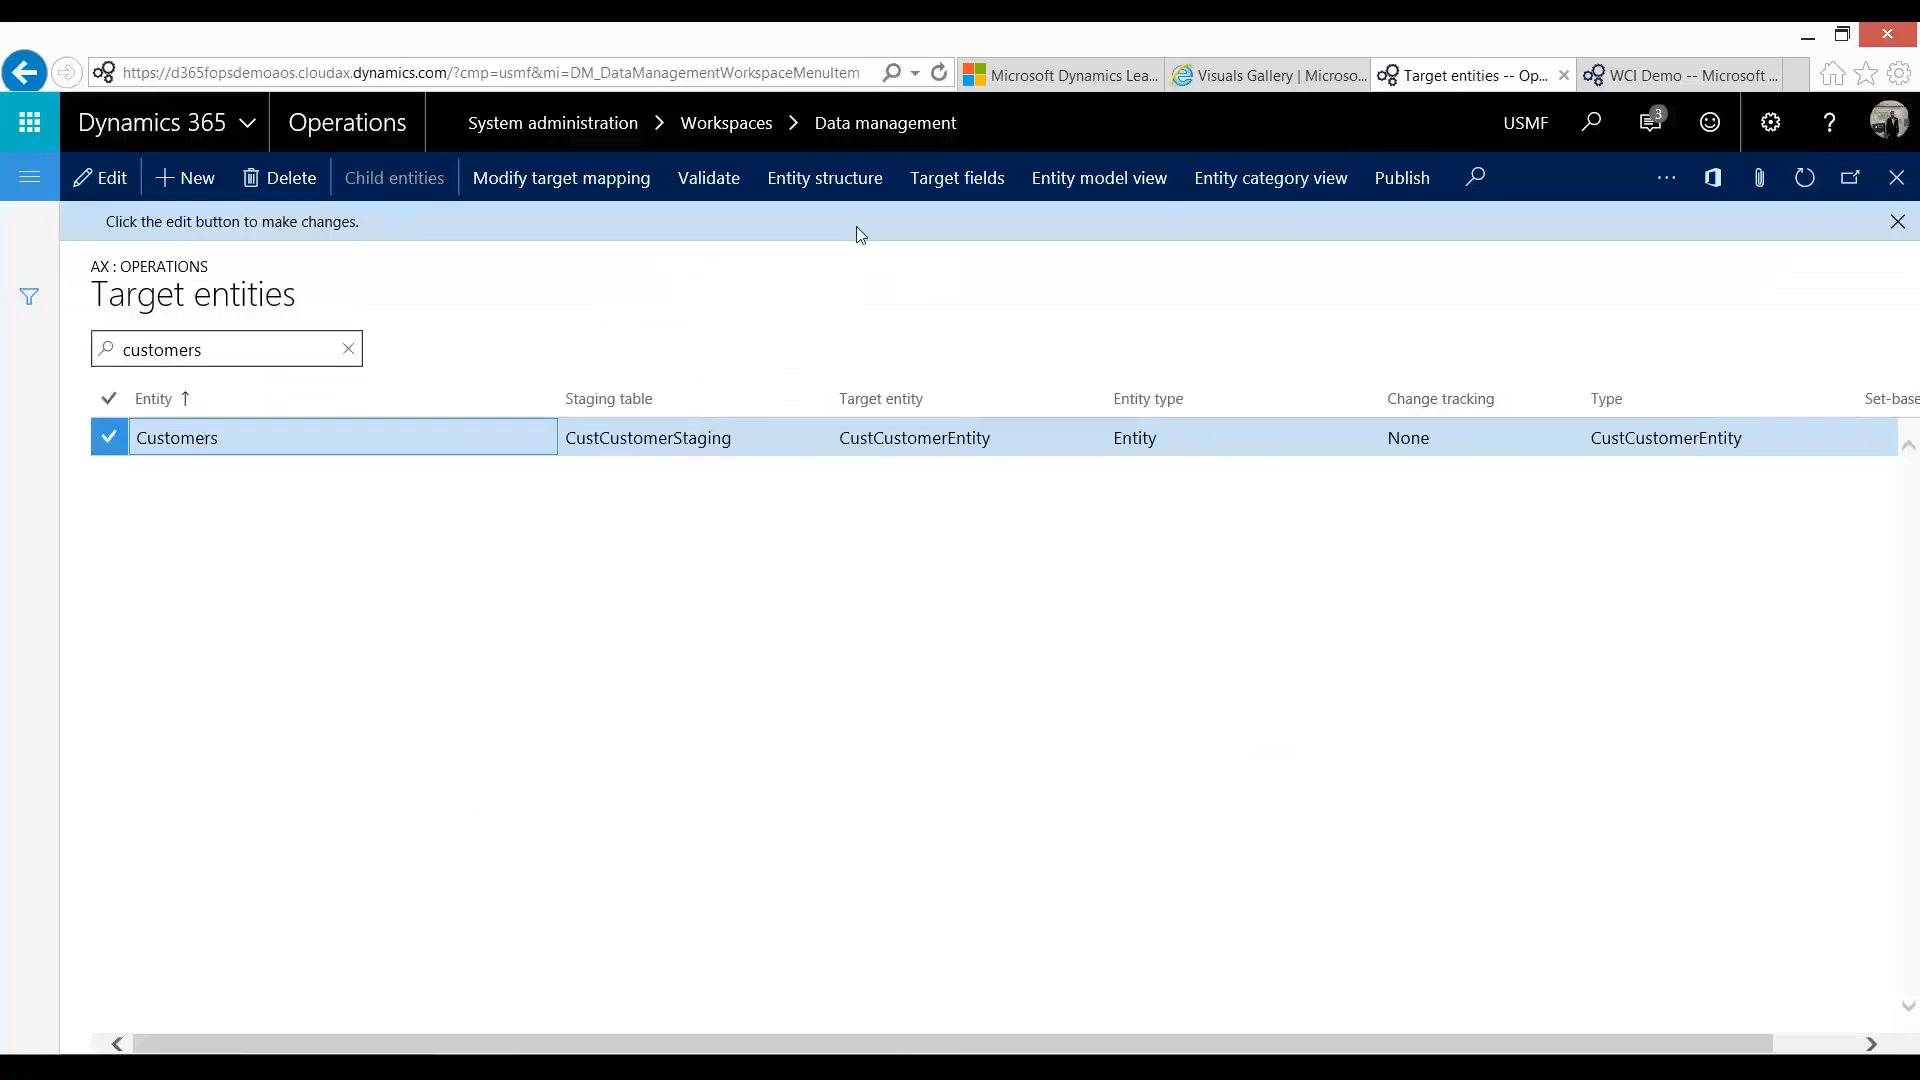 https://d365fopsdemoaos.cloudax.dynamics.com/?cmp=usmf&mi=DM_DataManagementWorkspaceMenuItem
Microsoft Dynamics Lea...
Visuals Gallery | Microso...
Target entities -- Op...
WCI Demo -- Microsoft ...
Dynamics 365
Operations
System administration > Workspaces > Data management
USMF
3
?
Edit
New
Delete
Child entities
Modify target mapping
Validate
Entity structure
Target fields
Entity model view
Entity category view
Publish
...
Click the edit button to make changes.
AX : OPERATIONS
Target entities
customers
Entity Staging table Target entity Entity type Change tracking Type Set-base
Customers CustCustomerStaging CustCustomerEntity Entity None CustCustomerEntity